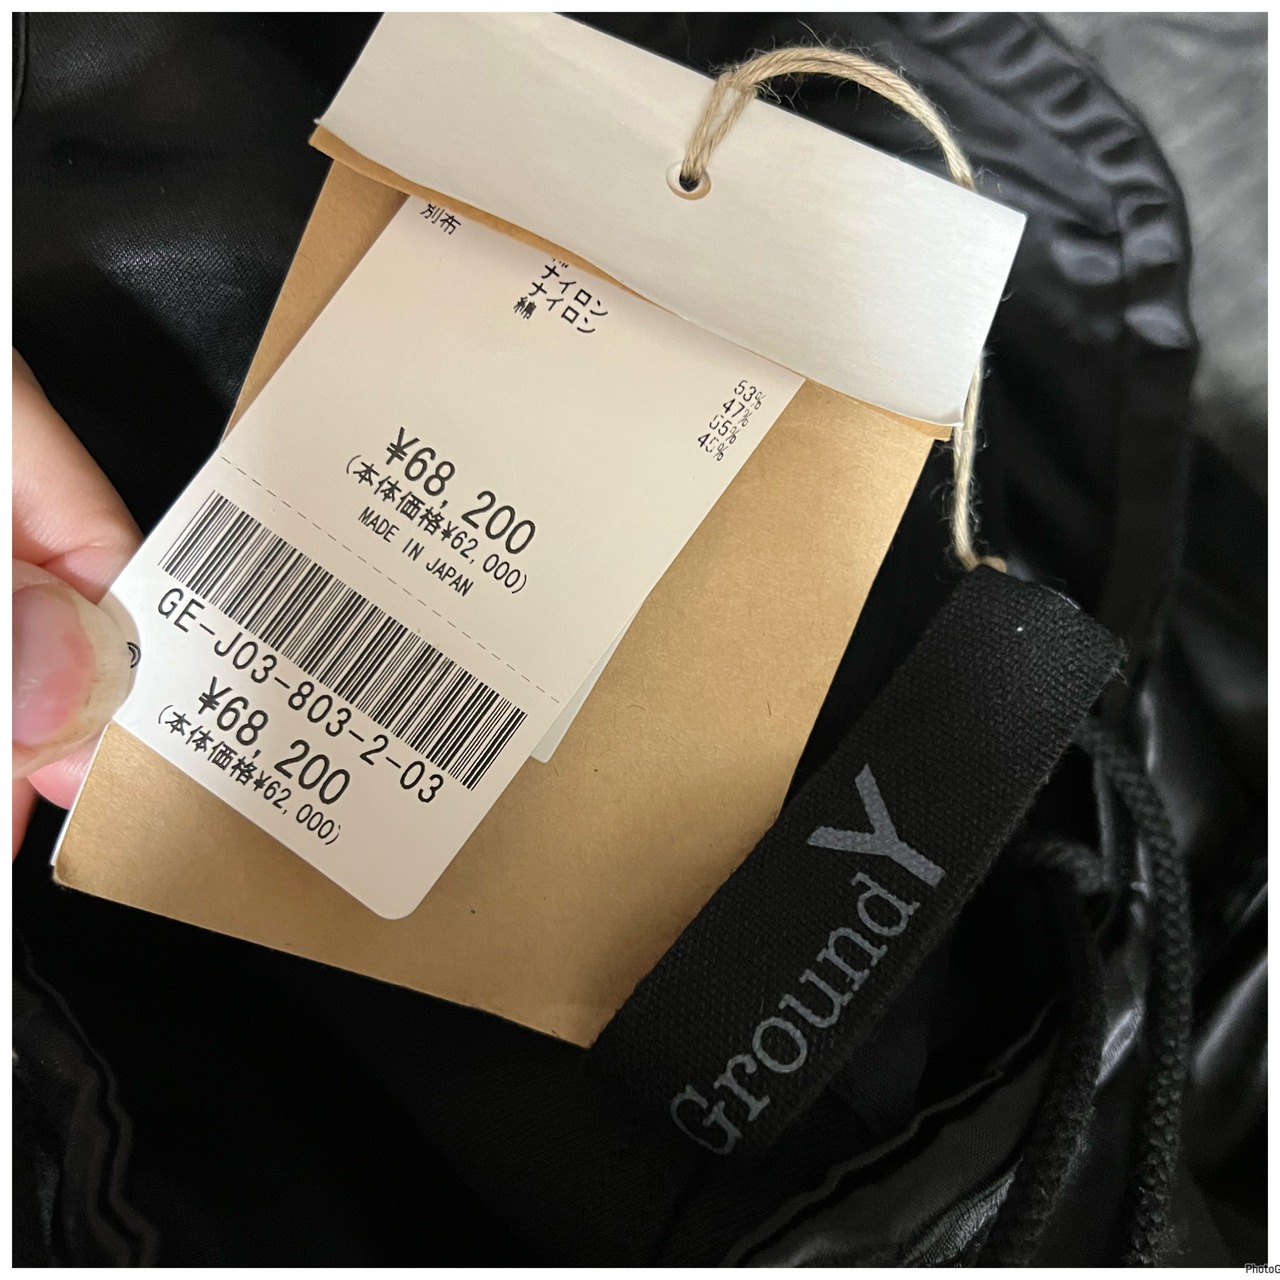 別布
ナイロン
ナイロン
綿
53%
47%
55%
45%
¥68,200
(本体価格¥62,000)
MADE IN JAPAN
GE-J03-803-2-03
¥68,200
(本体価格¥62,000)
GroundY